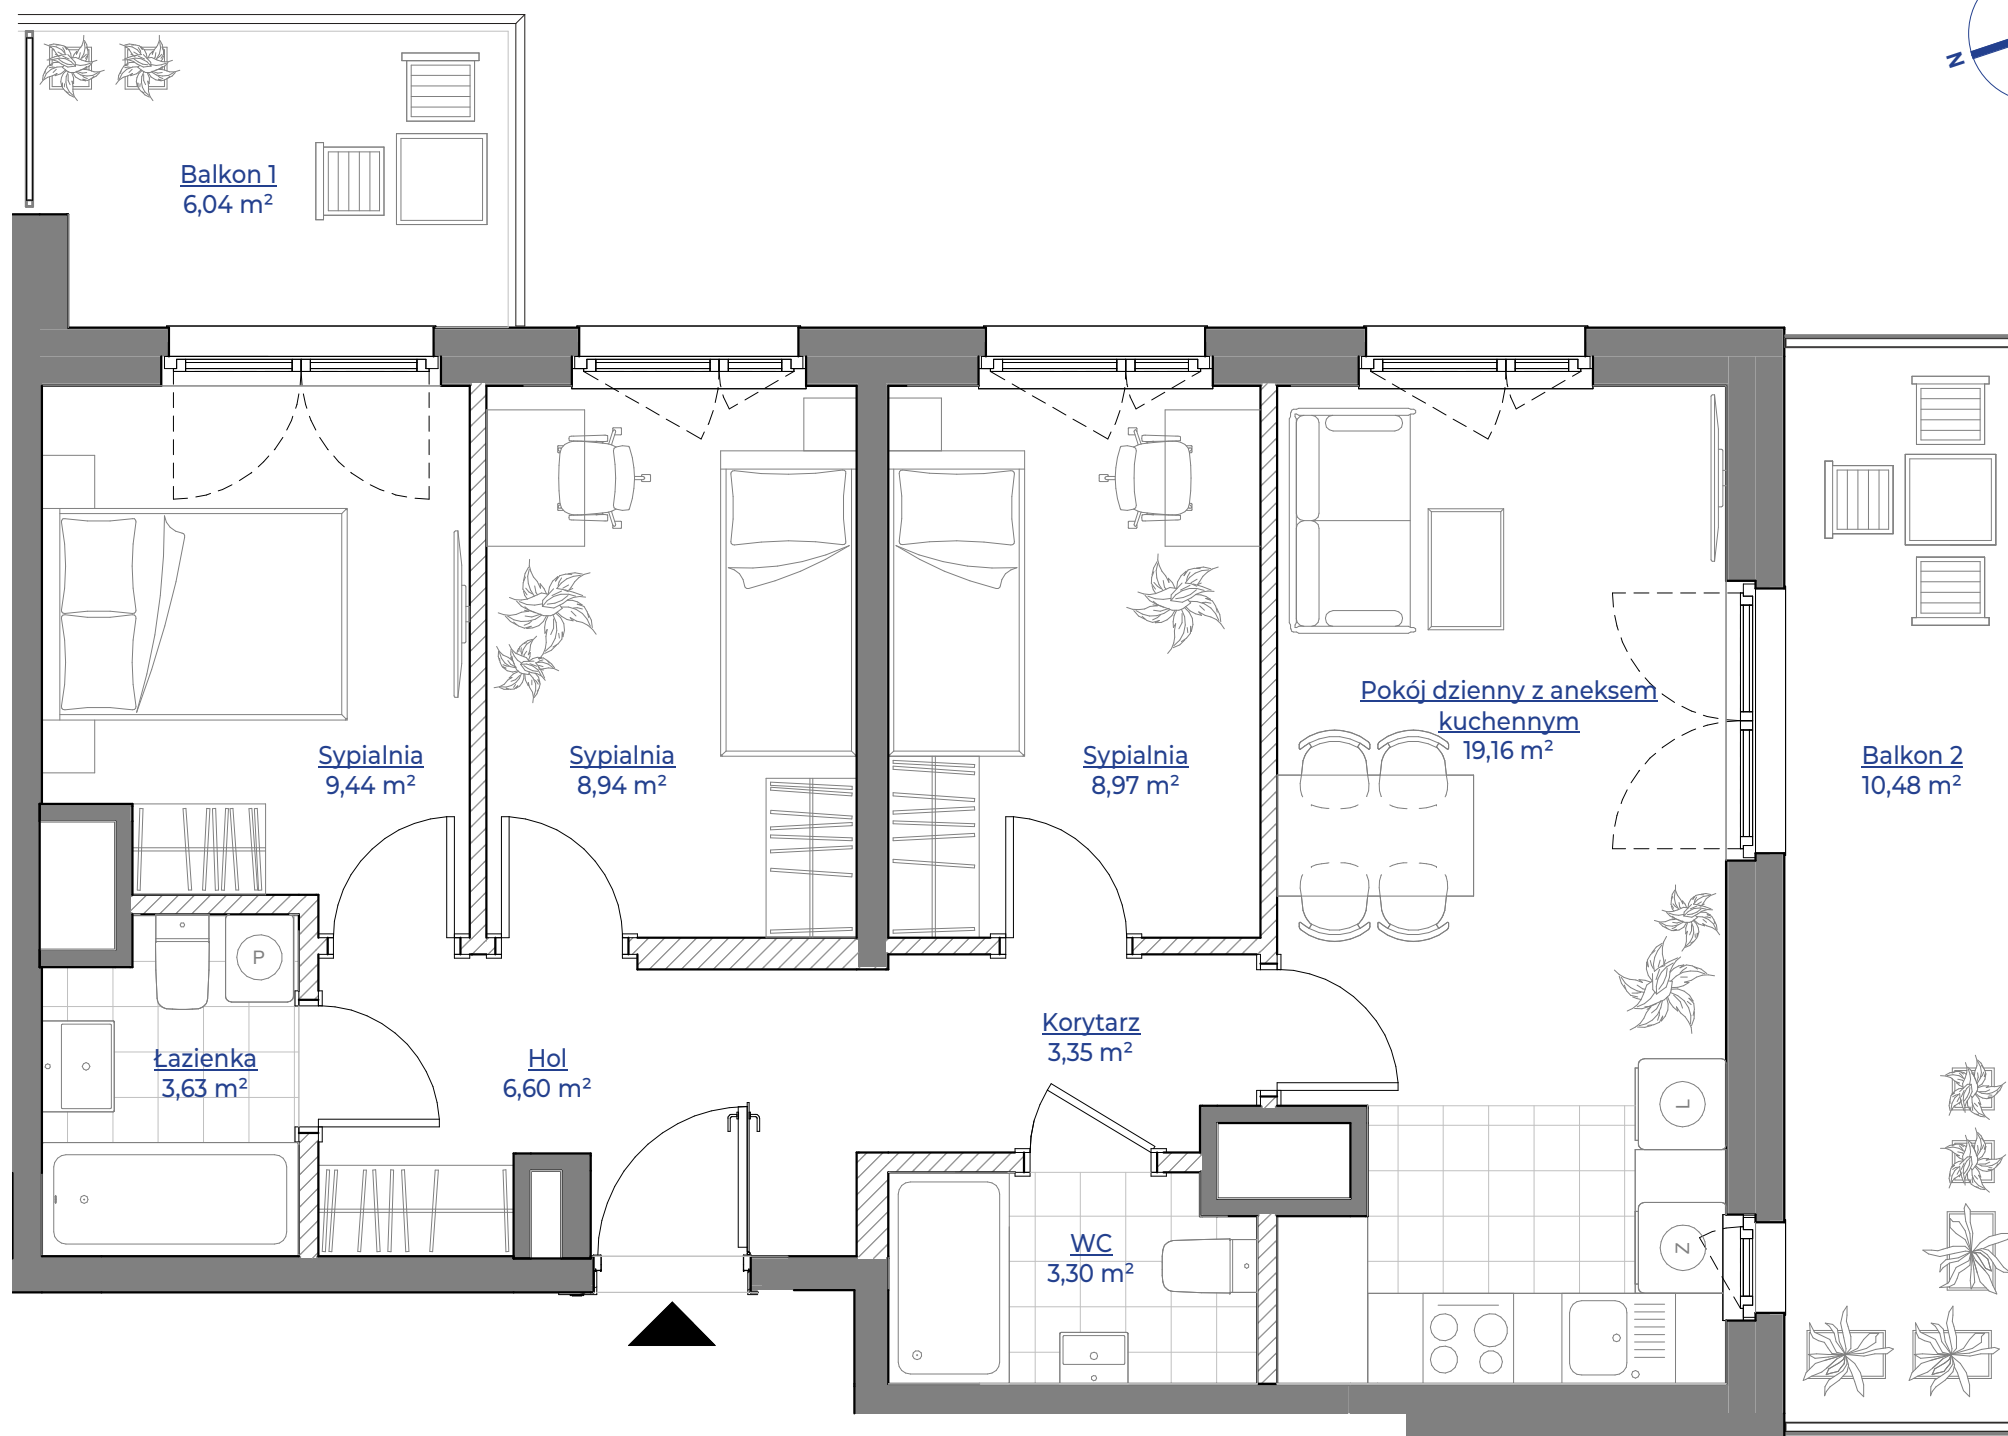 N
Balkon 1
6,04 m²
Sypialnia
9,44 m²
Sypialnia
8,94 m²
Sypialnia
8,97 m²
Pokój dzienny z aneksem
kuchennym
19,16 m²
Balkon 2
10,48 m²
P
Łazienka
3,63 m²
Hol
6,60 m²
Korytarz
3,35 m²
L
WC
3,30 m²
Z